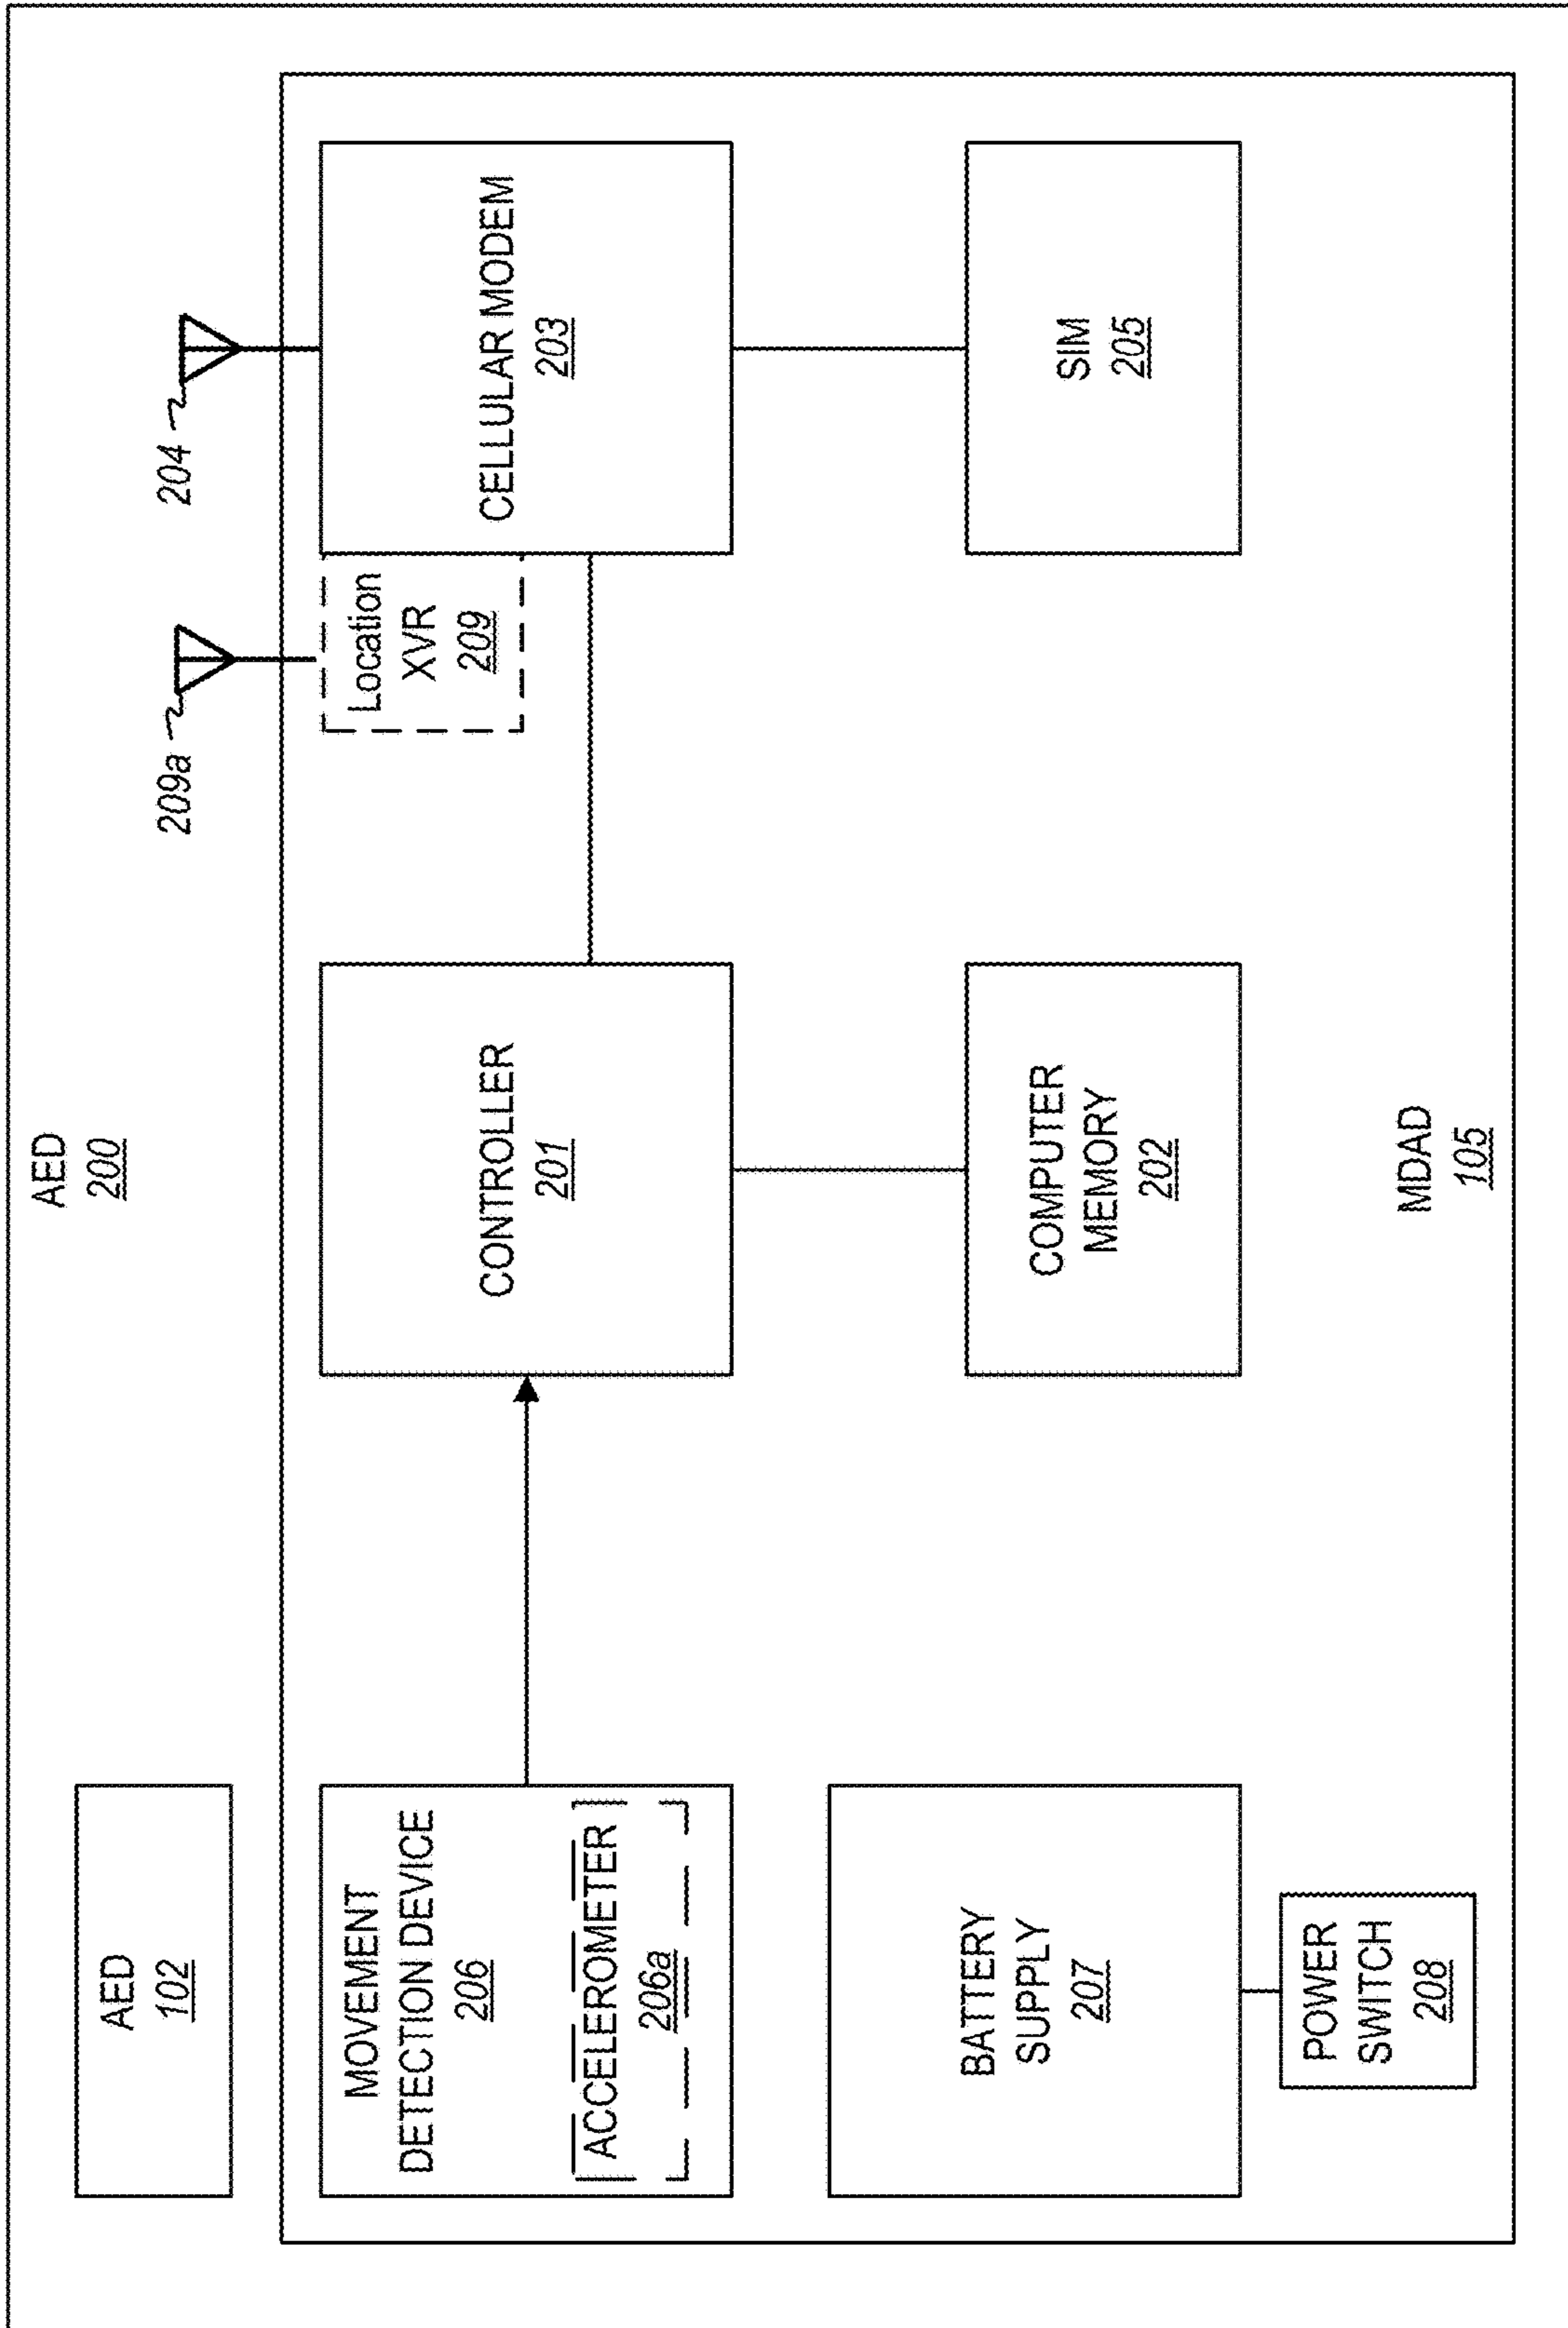 AED
200
AED
102
204
209a
MOVEMENT
DETECTION DEVICE
206
ACCELEROMETER
206a
CONTROLLER
201
Location
XVR
209
CELLULAR MODEM
203
BATTERY
SUPPLY
207
POWER
SWITCH
208
COMPUTER
MEMORY
202
SIM
205
MDAD
105